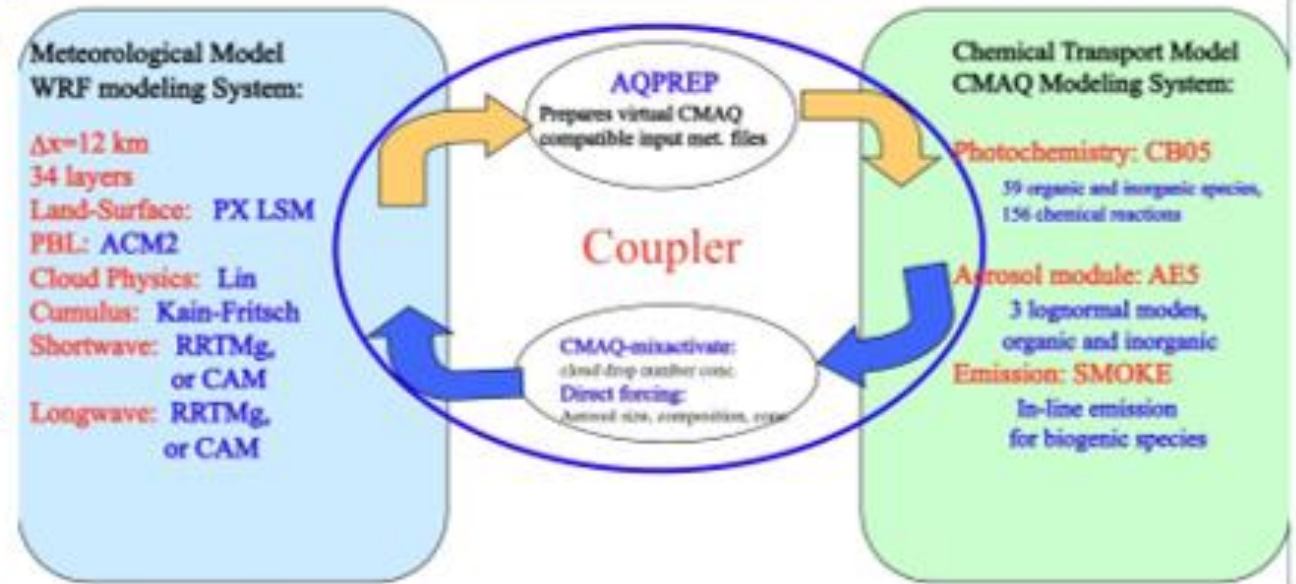 Meteorological Model
WRF modeling System:
Δx=12 km
34 layers
Land-Surface: PX LSM
PBL: ACM2
Cloud Physics: Lin
Cumulus: Kain-Fritsch
Shortwave: RRTMg,
or CAM
Longwave: RRTMg,
or CAM
AQPREP
Prepares virtual CMAQ
compatible input met. files
Coupler
CMAQ-mixactivate:
cloud drop number conc.
Direct forcing:
Aerosol size, composition, conc.
Chemical Transport Model
CMAQ Modeling System:
Photochemistry: CB05
59 organic and inorganic species,
156 chemical reactions
Aerosol module: AE5
3 lognormal modes,
organic and inorganic
Emission: SMOKE
In-line emission
for biogenic species